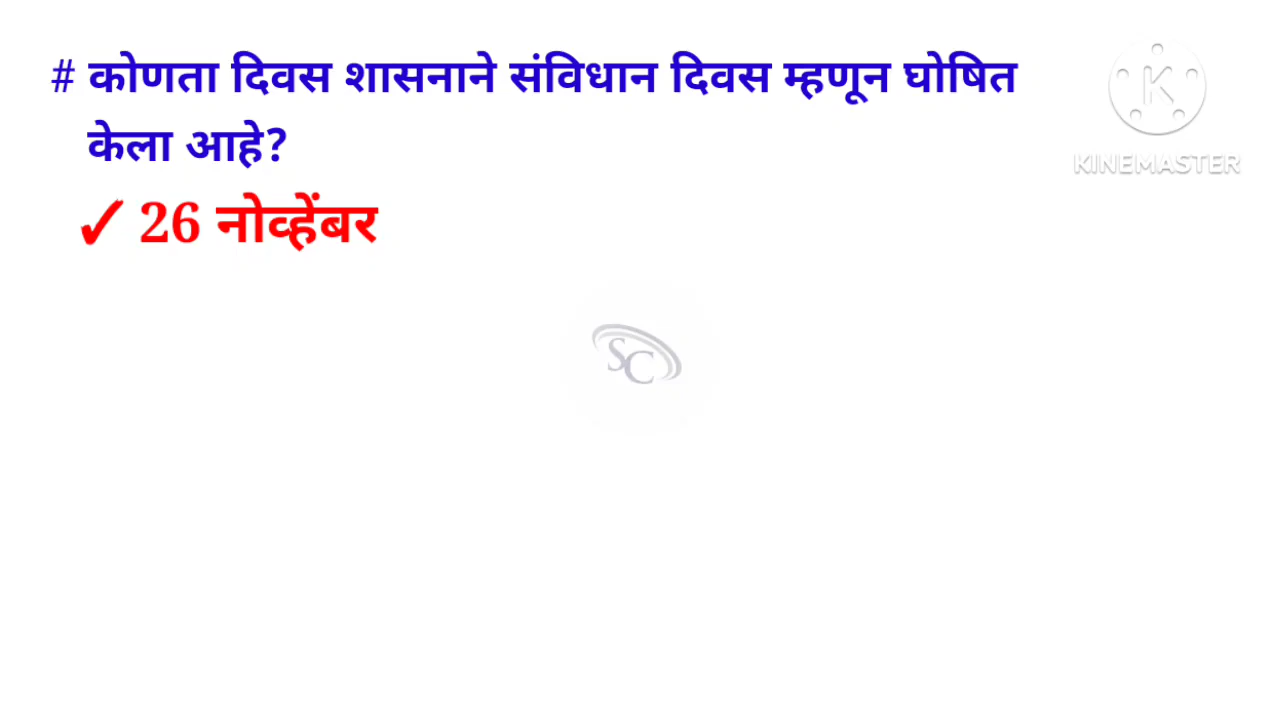 # कोणता दिवस शासनाने संविधान दिवस म्हणून घोषित
केला आहे?
✓ 26 नोव्हेंबर
KINEMASTER
SC